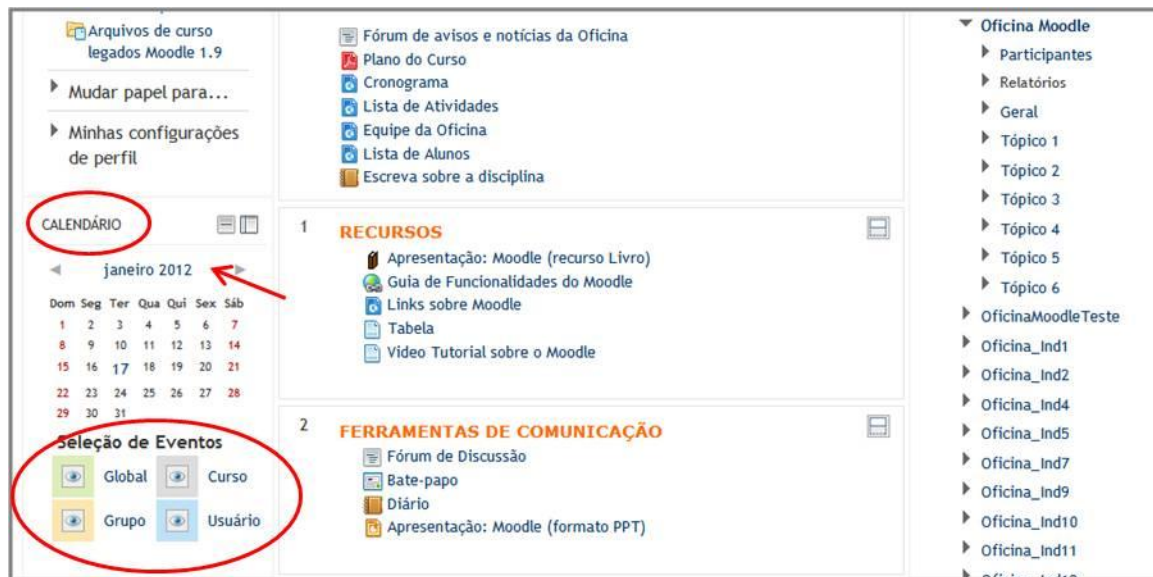 Arquivos de curso
legados Moodle 1.9
Mudar papel para...
Minhas configurações
de perfil
CALENDÁRIO
janeiro 2012
Dom Seg Ter Qua Qui Sex Sáb
1 2 3 4 5 6 7
8 9 10 11 12 13 14
15 16 17 18 19 20 21
22 23 24 25 26 27 28
29 30 31
Seleção de Eventos
Global Curso
Grupo Usuário
Fórum de avisos e notícias da Oficina
Plano do Curso
Cronograma
Lista de Atividades
Equipe da Oficina
Lista de Alunos
Escreva sobre a disciplina
1 RECURSOS
Apresentação: Moodle (recurso Livro)
Guia de Funcionalidades do Moodle
Links sobre Moodle
Tabela
Video Tutorial sobre o Moodle
2 FERRAMENTAS DE COMUNICAÇÃO
Fórum de Discussão
Bate-papo
Diário
Apresentação: Moodle (formato PPT)
Oficina Moodle
Participantes
Relatórios
Geral
Tópico 1
Tópico 2
Tópico 3
Tópico 4
Tópico 5
Tópico 6
OficinaMoodleTeste
Oficina_Ind1
Oficina_Ind2
Oficina_Ind4
Oficina_Ind5
Oficina_Ind7
Oficina_Ind9
Oficina_Ind10
Oficina_Ind11